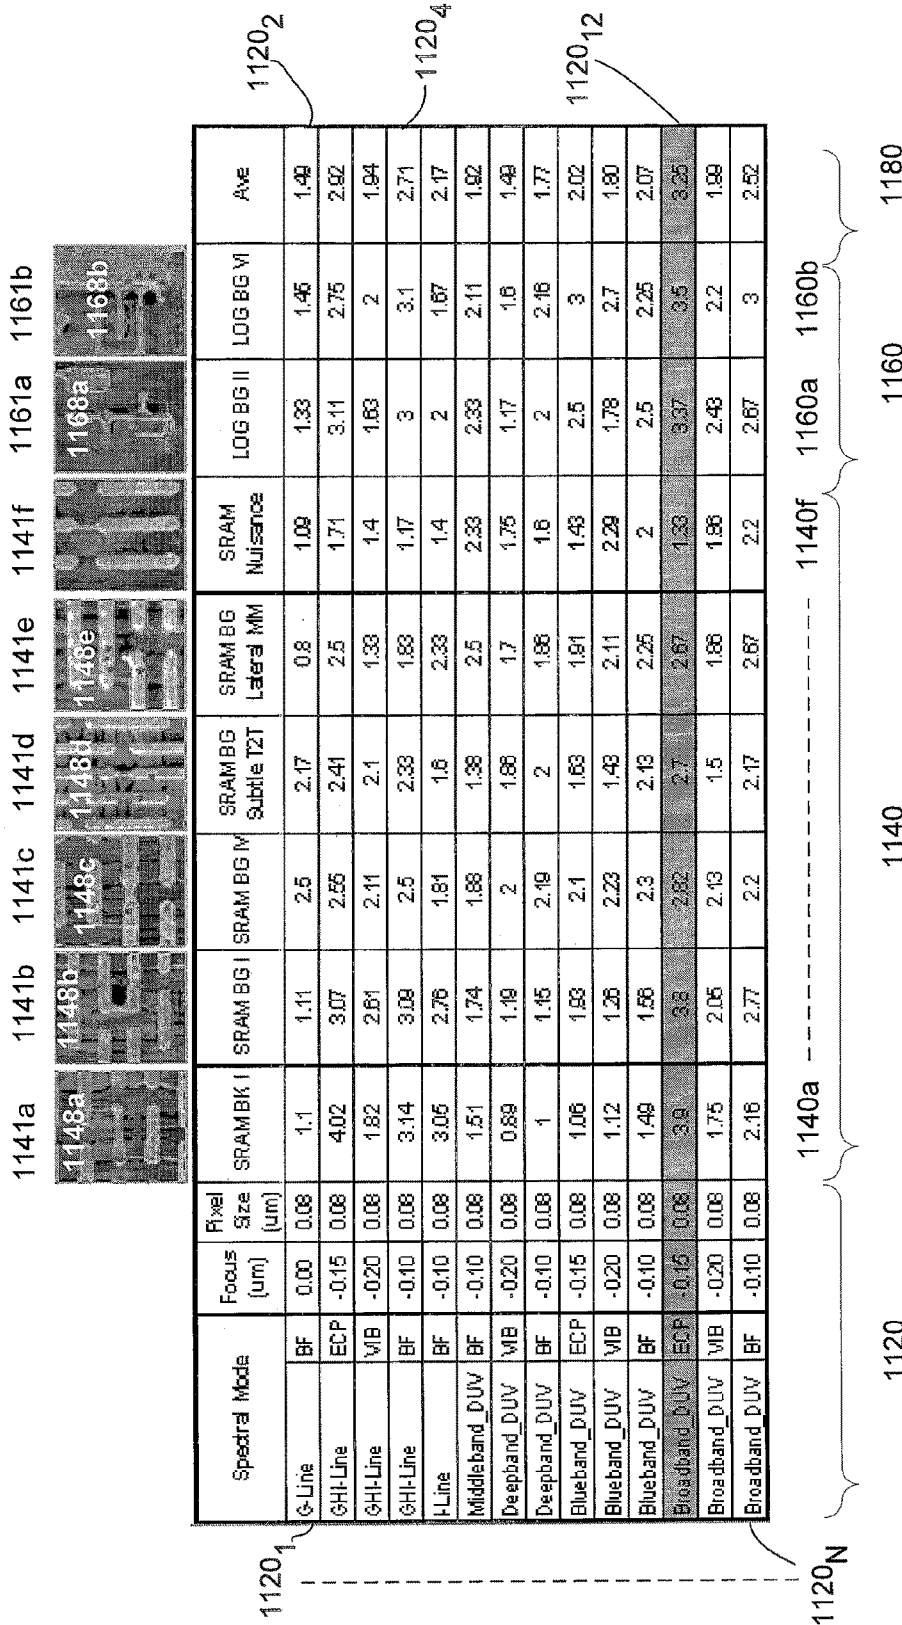 1141a 1141b 1141c 1141d 1141e 1141f 1161a 1161b
1148a 1148b 1148c 1148d 1148e 1168a 1168b
Spectral Mode Focus (um) Pixel Size (um) SRAM BK I SRAM BG I SRAM BG IV SRAM BG Subtle T2T SRAM BG Lateral MM SRAM Nuisance LOG BG II LOG BG VI Ave
G-Line BF 0.00 0.08 1.1 1.11 2.5 2.17 0.8 1.09 1.33 1.45 1.49
GHI-Line ECP -0.15 0.08 4.02 3.07 2.55 2.41 2.5 1.71 3.11 2.75 2.92
GHI-Line VIB -0.20 0.08 1.82 2.61 2.11 2.1 1.33 1.4 1.63 2 1.94
GHI-Line BF -0.10 0.08 3.14 3.09 2.5 2.33 1.83 1.17 3 3.1 2.71
I-Line BF -0.10 0.08 3.05 2.76 1.81 1.6 2.33 1.4 2 1.67 2.17
Middleband_DUV BF -0.10 0.08 1.51 1.74 1.88 1.38 2.5 2.33 2.33 2.11 1.92
Deepband_DUV VIB -0.20 0.08 0.89 1.19 2 1.86 1.7 1.75 1.17 1.6 1.49
Deepband_DUV BF -0.10 0.08 1 1.15 2.19 2 1.86 1.6 2 2.16 1.77
Blueband_DUV ECP -0.15 0.08 1.06 1.93 2.1 1.63 1.91 1.43 2.5 3 2.02
Blueband_DUV VIB -0.20 0.08 1.12 1.26 2.23 1.43 2.11 2.29 1.78 2.7 1.80
Blueband_DUV BF -0.10 0.08 1.49 1.56 2.3 2.13 2.25 2 2.5 2.25 2.07
Broadband_DUV ECP -0.15 0.08 3.9 3.8 2.82 2.7 2.67 1.33 3.37 3.5 3.25
Broadband_DUV VIB -0.20 0.08 1.75 2.05 2.13 1.5 1.86 1.96 2.43 2.2 1.99
Broadband_DUV BF -0.10 0.08 2.16 2.77 2.2 2.17 2.67 2.2 2.67 3 2.52
1120₁
1120_N
1120₂
1120₄
1120₁₂
1140a 1140f 1160a 1160b
1120 1140 1160 1180